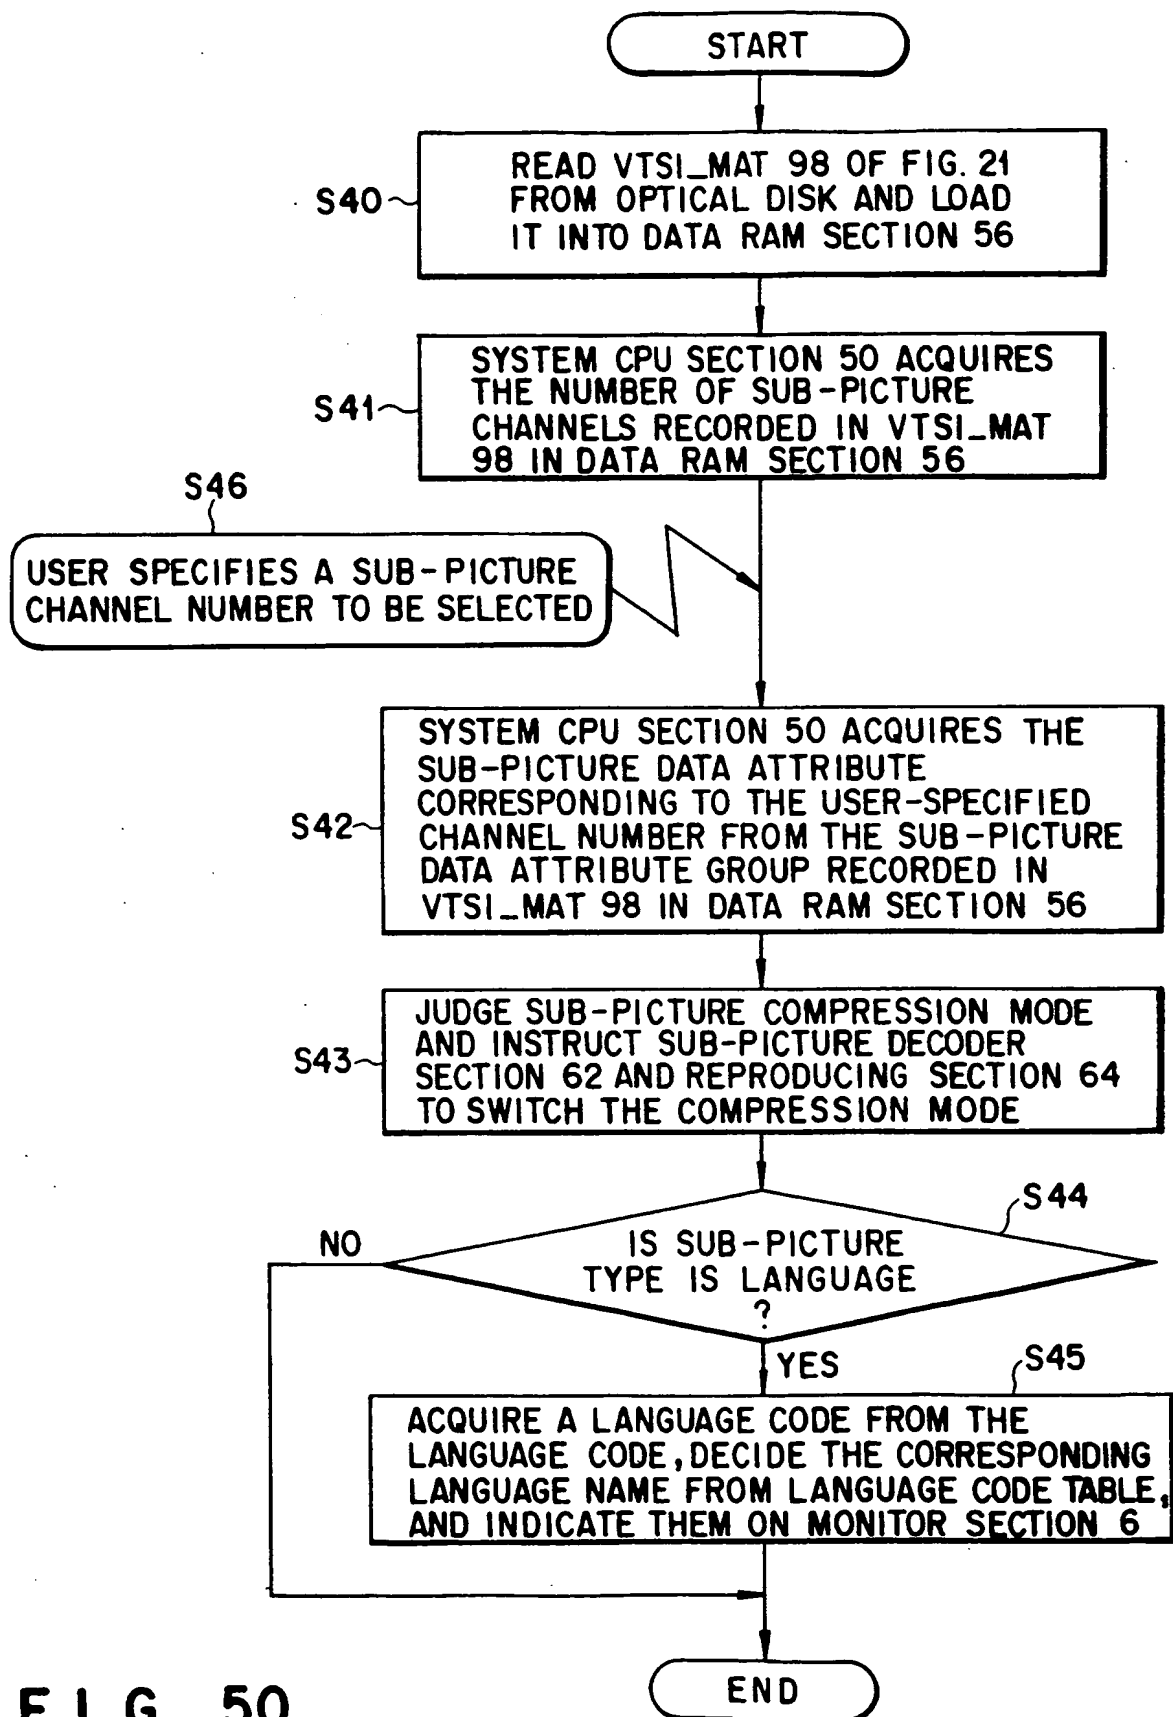 START
S40
READ VTSI_MAT 98 OF FIG. 21
FROM OPTICAL DISK AND LOAD
IT INTO DATA RAM SECTION 56
S41
SYSTEM CPU SECTION 50 ACQUIRES
THE NUMBER OF SUB-PICTURE
CHANNELS RECORDED IN VTSI_MAT
98 IN DATA RAM SECTION 56
S46
USER SPECIFIES A SUB-PICTURE
CHANNEL NUMBER TO BE SELECTED
S42
SYSTEM CPU SECTION 50 ACQUIRES THE
SUB-PICTURE DATA ATTRIBUTE
CORRESPONDING TO THE USER-SPECIFIED
CHANNEL NUMBER FROM THE SUB-PICTURE
DATA ATTRIBUTE GROUP RECORDED IN
VTSI_MAT 98 IN DATA RAM SECTION 56
S43
JUDGE SUB-PICTURE COMPRESSION MODE
AND INSTRUCT SUB-PICTURE DECODER
SECTION 62 AND REPRODUCING SECTION 64
TO SWITCH THE COMPRESSION MODE
S44
NO
IS SUB-PICTURE
TYPE IS LANGUAGE
?
YES
S45
ACQUIRE A LANGUAGE CODE FROM THE
LANGUAGE CODE, DECIDE THE CORRESPONDING
LANGUAGE NAME FROM LANGUAGE CODE TABLE,
AND INDICATE THEM ON MONITOR SECTION 6
END
FIG. 50